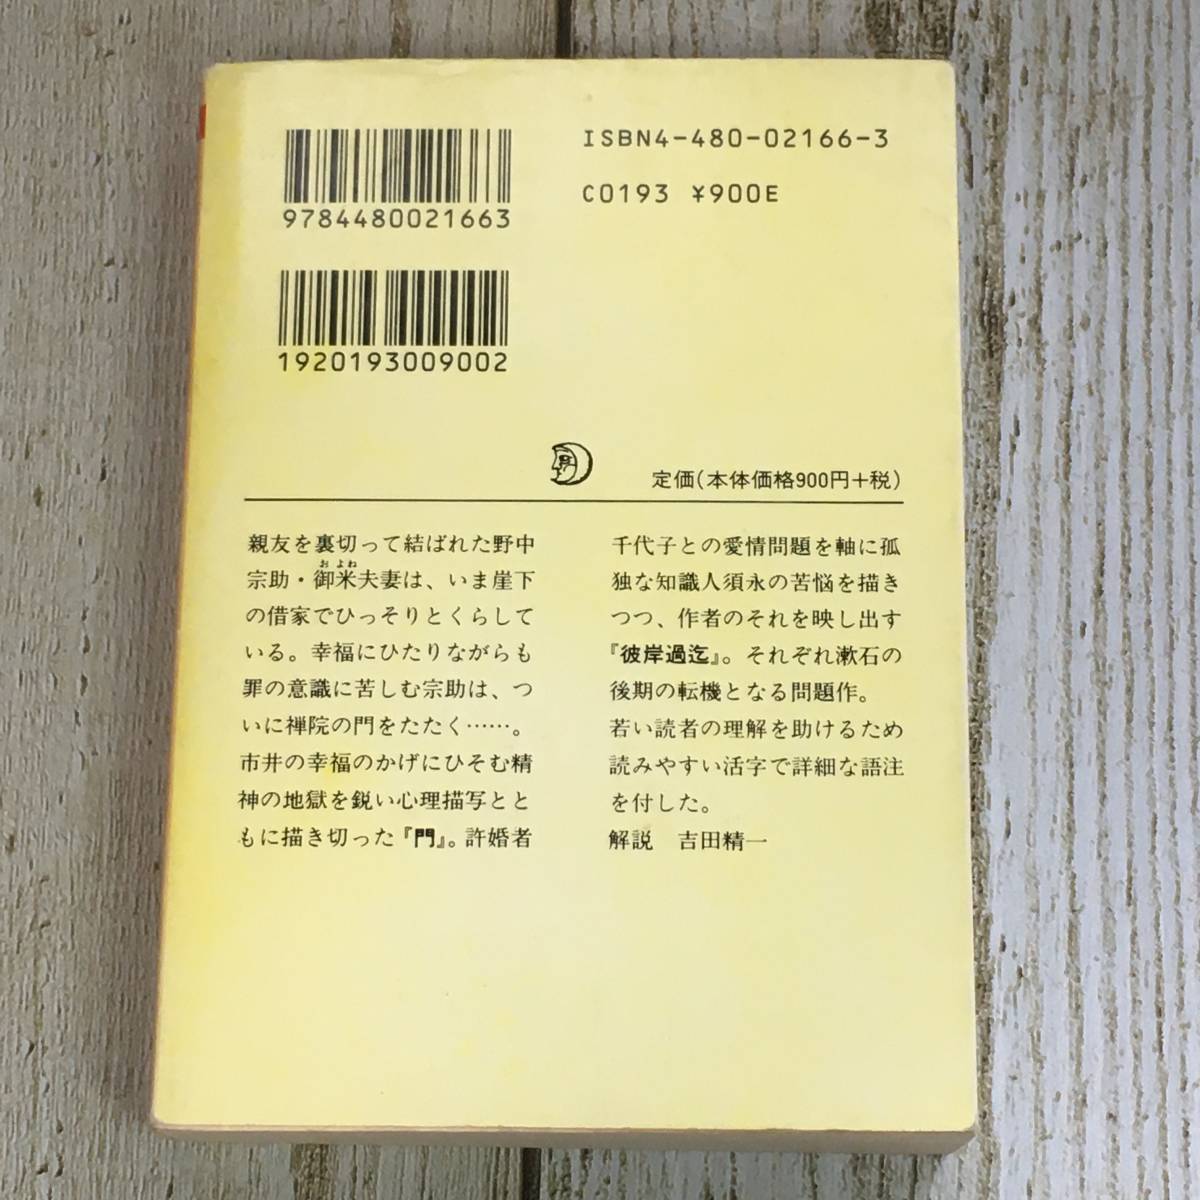 ISBN4-480-02166-3
C0193 ¥900E
9784480021663
1920193009002
定価(本体価格900円+税)
親友を裏切って結ばれた野中
およね
宗助・御米夫妻は、いま崖下
の借家でひっそりとくらして
いる。幸福にひたりながらも
罪の意識に苦しむ宗助は、つ
いに禅院の門をたたく……。
市井の幸福のかげにひそむ精
神の地獄を鋭い心理描写とと
もに描き切った『門』。許婚者
千代子との愛情問題を軸に孤
独な知識人須永の苦悩を描き
つつ、作者のそれを映し出す
『彼岸過迄』。それぞれ漱石の
後期の転機となる問題作。
若い読者の理解を助けるため
読みやすい活字で詳細な語注
を付した。
解説 吉田精一